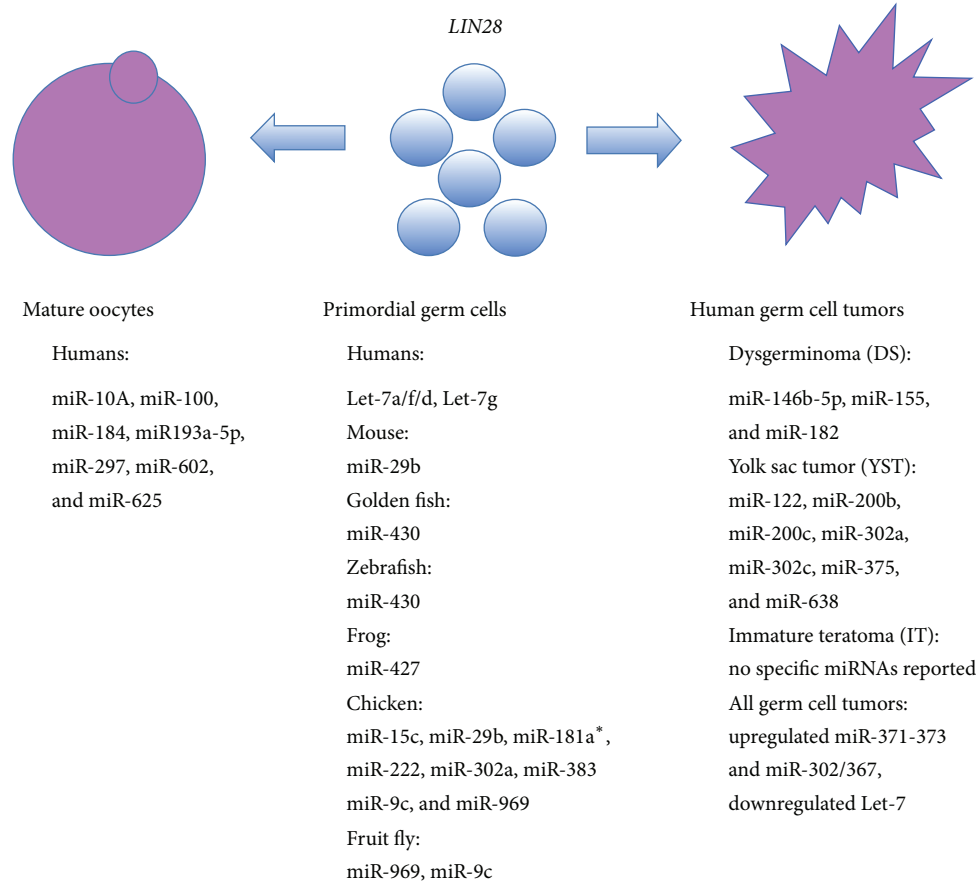 LIN28
Mature oocytes
Humans:
miR-10A, miR-100,
miR-184, miR193a-5p,
miR-297, miR-602,
and miR-625
Primordial germ cells
Humans:
Let-7a/f/d, Let-7g
Mouse:
miR-29b
Golden fish:
miR-430
Zebrafish:
miR-430
Frog:
miR-427
Chicken:
miR-15c, miR-29b, miR-181a*,
miR-222, miR-302a, miR-383
miR-9c, and miR-969
Fruit fly:
miR-969, miR-9c
Human germ cell tumors
Dysgerminoma (DS):
miR-146b-5p, miR-155,
and miR-182
Yolk sac tumor (YST):
miR-122, miR-200b,
miR-200c, miR-302a,
miR-302c, miR-375,
and miR-638
Immature teratoma (IT):
no specific miRNAs reported
All germ cell tumors:
upregulated miR-371-373
and miR-302/367,
downregulated Let-7